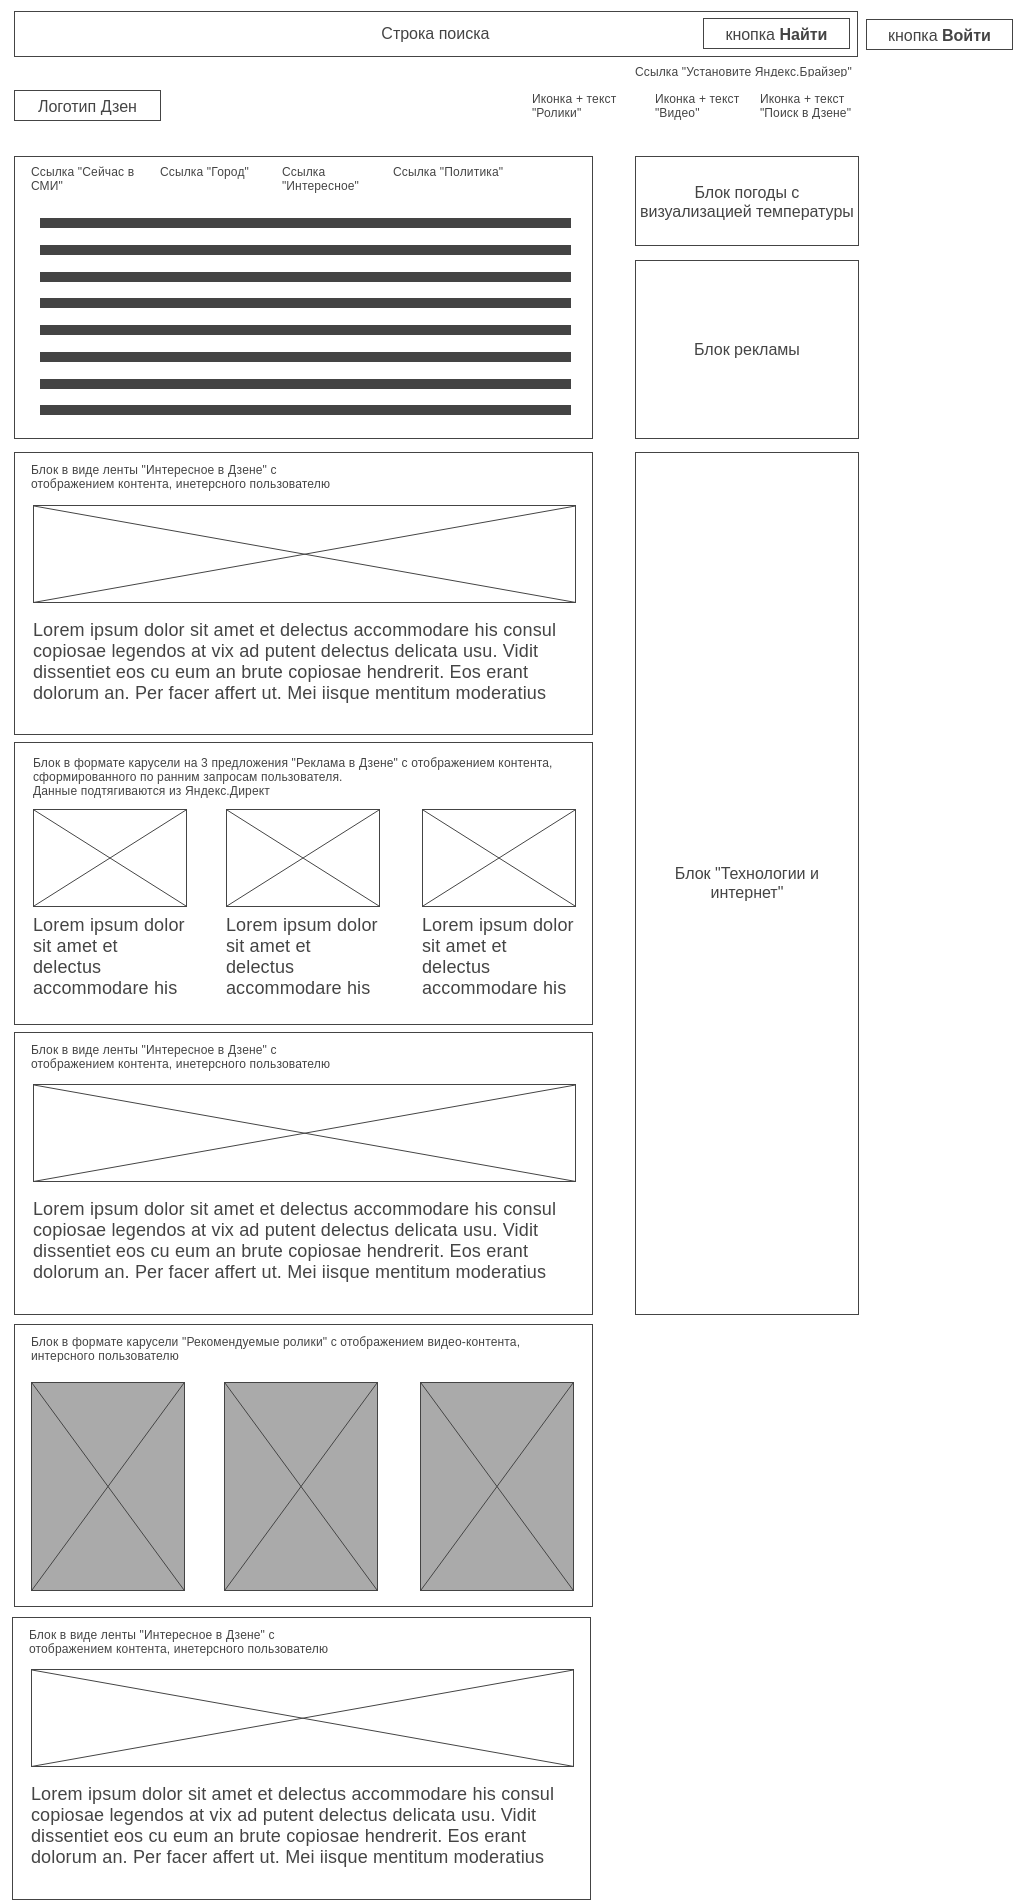 Строка поиска
кнопка Найти
кнопка Войти
Ссылка "Установите Яндекс.Брайзер"
Логотип Дзен
Иконка + текст
"Ролики"
Иконка + текст
"Видео"
Иконка + текст
"Поиск в Дзене"
Ссылка "Сейчас в
СМИ"
Ссылка "Город"
Ссылка
"Интересное"
Ссылка "Политика"
Блок погоды с
визуализацией температуры
Блок рекламы
Блок в виде ленты "Интересное в Дзене" с
отображением контента, инетерсного пользователю
Lorem ipsum dolor sit amet et delectus accommodare his consul
copiosae legendos at vix ad putent delectus delicata usu. Vidit
dissentiet eos cu eum an brute copiosae hendrerit. Eos erant
dolorum an. Per facer affert ut. Mei iisque mentitum moderatius
Блок в формате карусели на 3 предложения "Реклама в Дзене" с отображением контента,
сформированного по ранним запросам пользователя.
Данные подтягиваются из Яндекс.Директ
Lorem ipsum dolor
sit amet et
delectus
accommodare his
Lorem ipsum dolor
sit amet et
delectus
accommodare his
Lorem ipsum dolor
sit amet et
delectus
accommodare his
Блок "Технологии и
интернет"
Блок в виде ленты "Интересное в Дзене" с
отображением контента, инетерсного пользователю
Lorem ipsum dolor sit amet et delectus accommodare his consul
copiosae legendos at vix ad putent delectus delicata usu. Vidit
dissentiet eos cu eum an brute copiosae hendrerit. Eos erant
dolorum an. Per facer affert ut. Mei iisque mentitum moderatius
Блок в формате карусели "Рекомендуемые ролики" с отображением видео-контента,
интерсного пользователю
Блок в виде ленты "Интересное в Дзене" с
отображением контента, инетерсного пользователю
Lorem ipsum dolor sit amet et delectus accommodare his consul
copiosae legendos at vix ad putent delectus delicata usu. Vidit
dissentiet eos cu eum an brute copiosae hendrerit. Eos erant
dolorum an. Per facer affert ut. Mei iisque mentitum moderatius